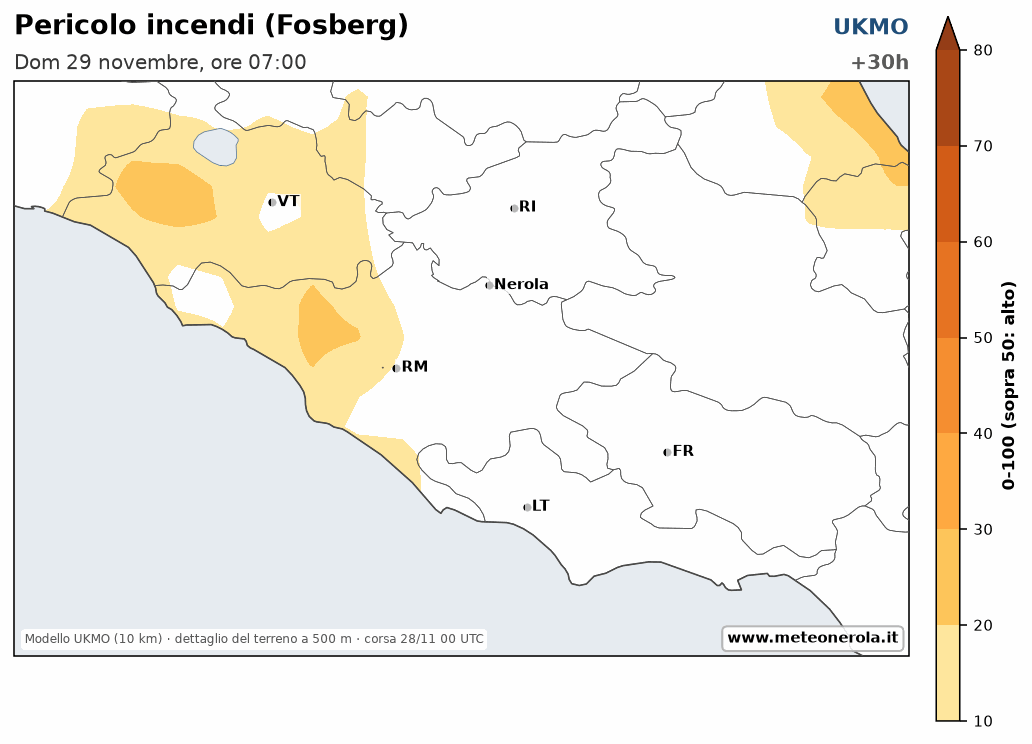 Pericolo incendi (Fosberg)
UKMO
Dom 29 novembre, ore 07:00
+30h
VT
RI
Nerola
RM
FR
LT
80
70
60
50
40
30
20
10
0-100 (sopra 50: alto)
Modello UKMO (10 km) · dettaglio del terreno a 500 m · corsa 28/11 00 UTC
www.meteonerola.it